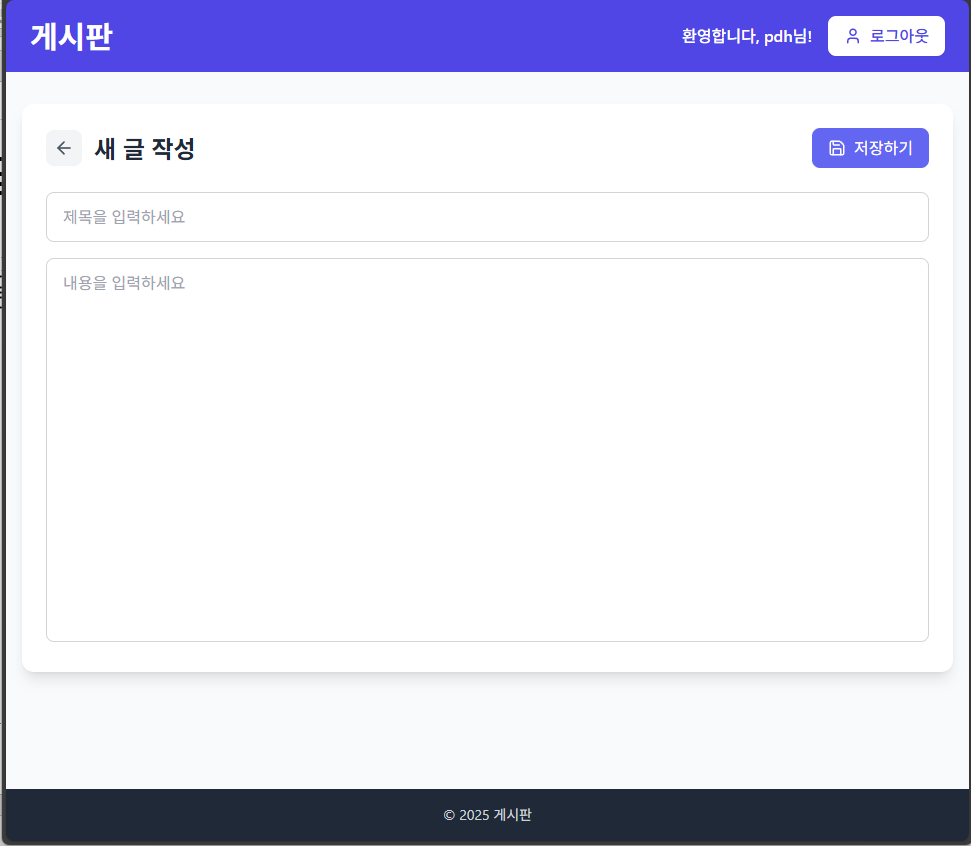 게시판
환영합니다, pdh님!
로그아웃
새 글 작성
저장하기
제목을 입력하세요
내용을 입력하세요
© 2025 게시판